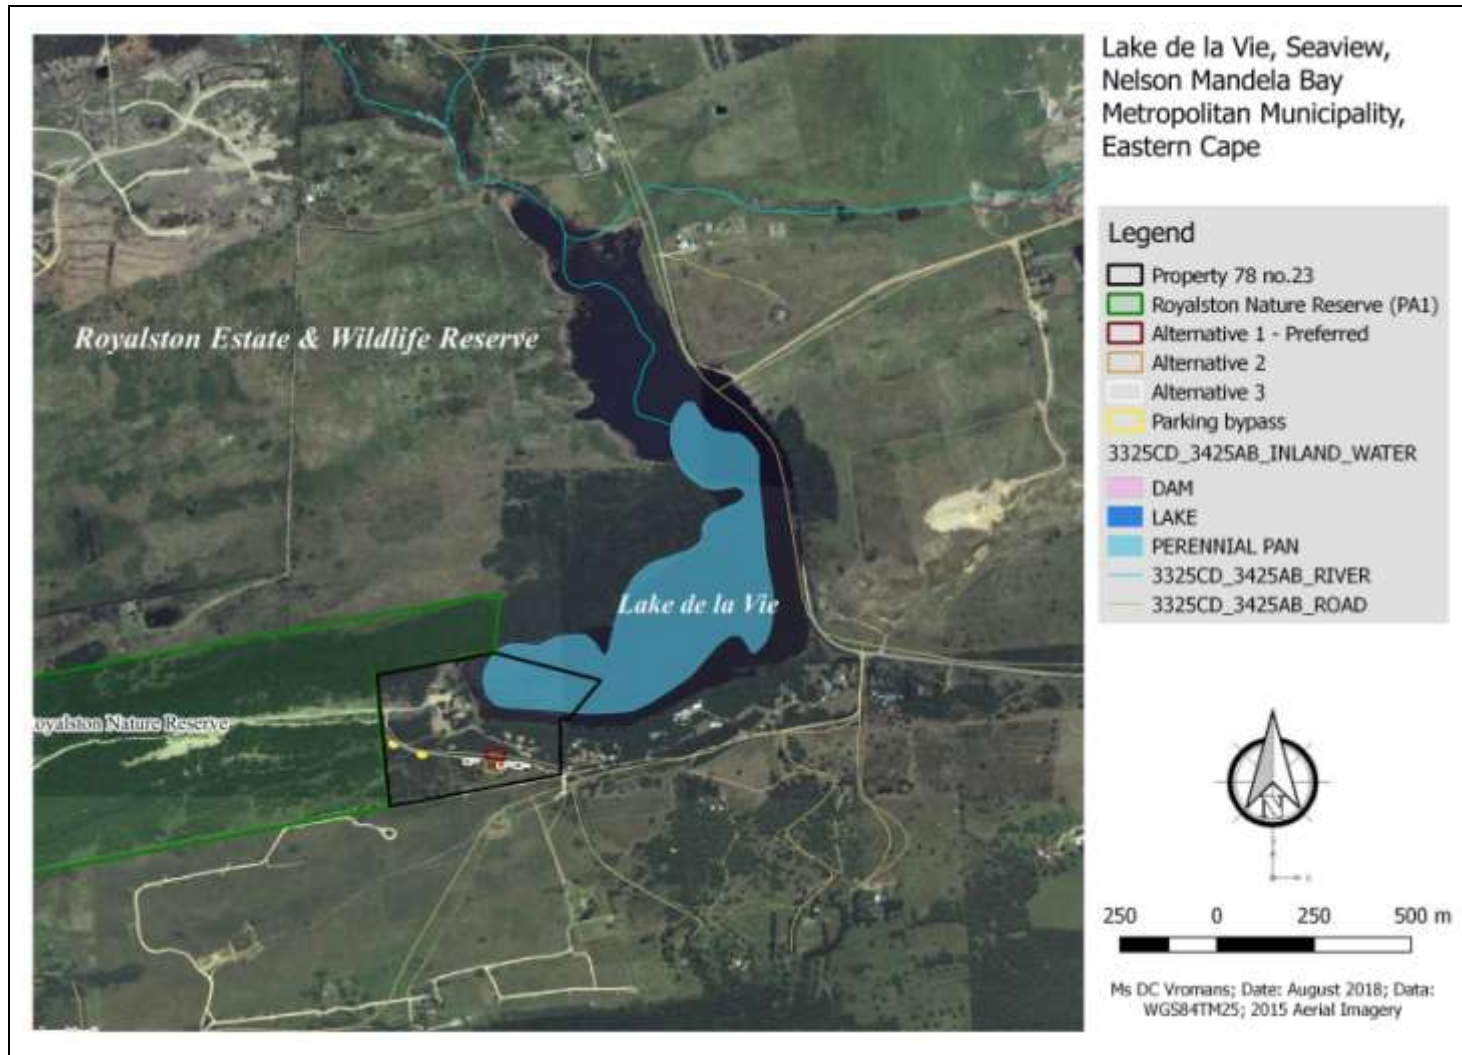 Lake de la Vie, Seaview,
Nelson Mandela Bay
Metropolitan Municipality,
Eastern Cape
Legend
Property 78 no.23
Royalston Nature Reserve (PA1)
Alternative 1 - Preferred
Alternative 2
Alternative 3
Parking bypass
3325CD_3425AB_INLAND_WATER
DAM
LAKE
PERENNIAL PAN
3325CD_3425AB_RIVER
3325CD_3425AB_ROAD
Royalston Estate & Wildlife Reserve
Lake de la Vie
oyalston Nature Reserve
N
250 0 250 500 m
Ms DC Vromans; Date: August 2018; Data:
WGS84TM25; 2015 Aerial Imagery